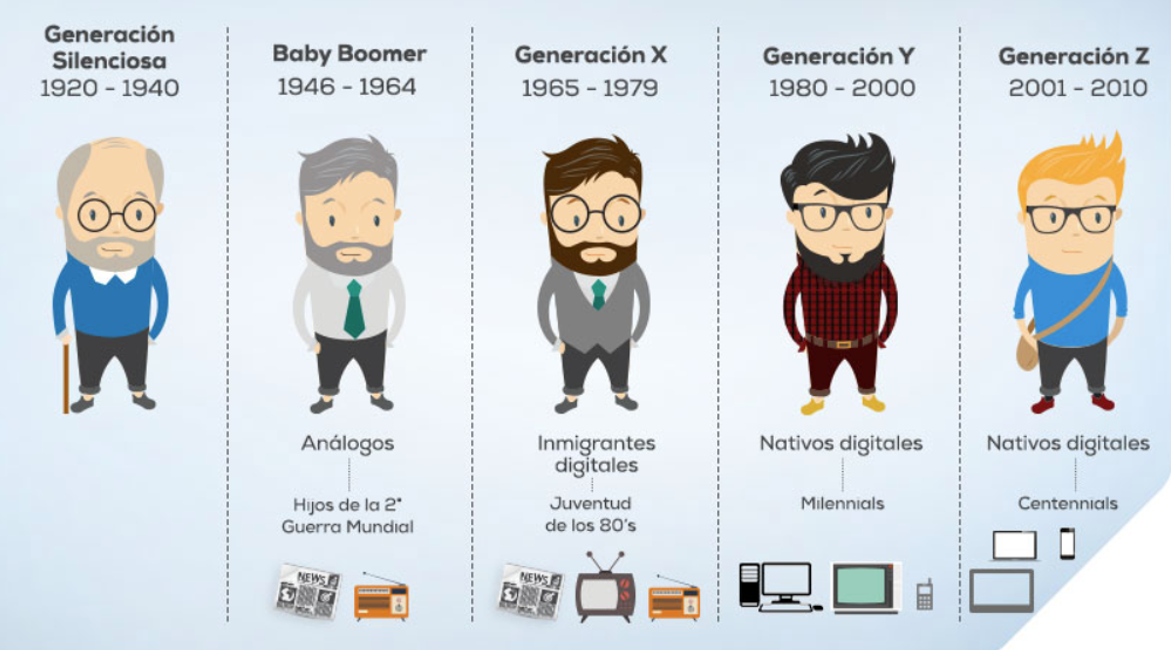 Generación
Silenciosa
1920 - 1940
Baby Boomer
1946 - 1964
Análogos
Hijos de la 2ª
Guerra Mundial
NEWS
Generación X
1965 - 1979
Inmigrantes
digitales
Juventud
de los 80's
NEWS
Generación Y
1980 - 2000
Nativos digitales
Milennials
Generación Z
2001 - 2010
Nativos digitales
Centennials